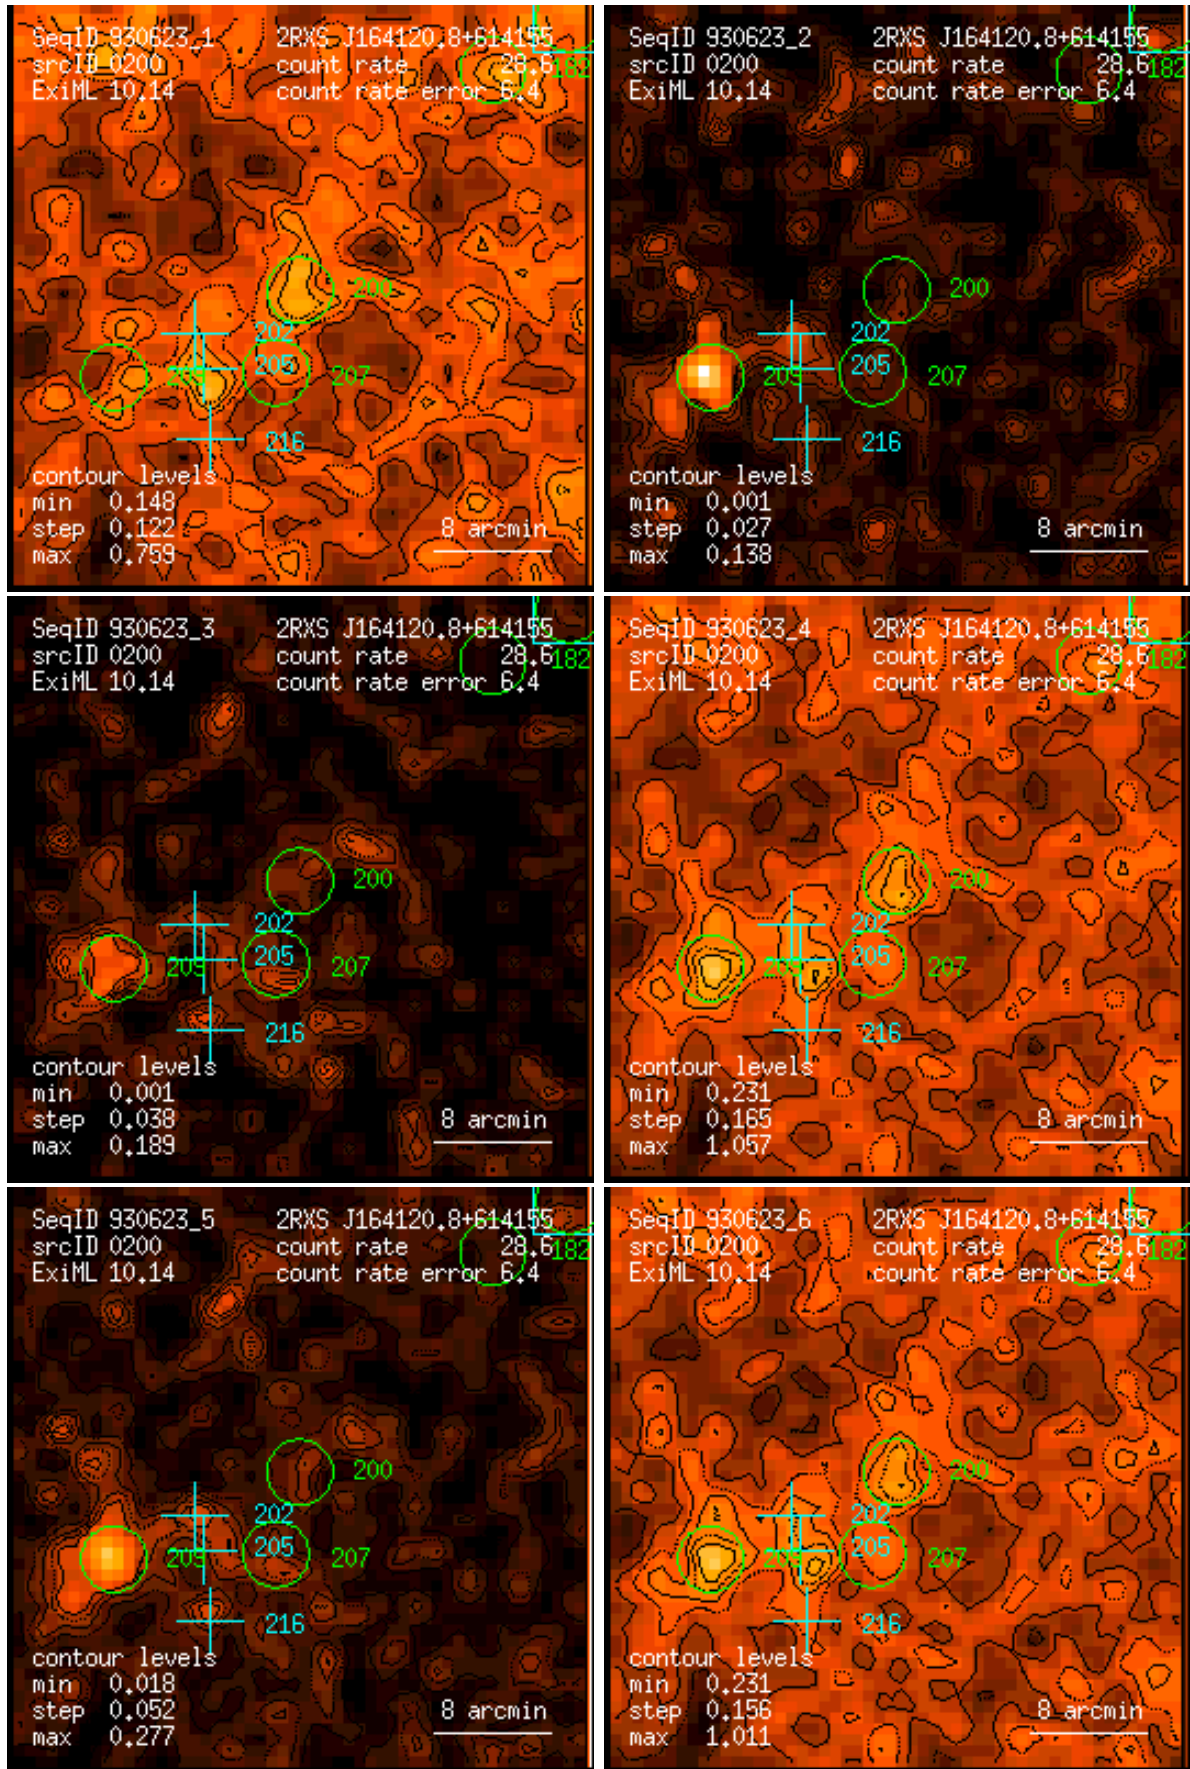 SeqID 930623_1 2RXS J164120.8+614155
srcID 0200 count rate 28.6 182
ExiML 10.14 count rate error 6.4
200
202
209 205 207
216
contour levels
min 0.148
step 0.122 8 arcmin
max 0.759
SeqID 930623_2 2RXS J164120.8+614155
srcID 0200 count rate 28.6 182
ExiML 10.14 count rate error 6.4
200
202
205 207
216
contour levels
min 0.001
step 0.027 8 arcmin
max 0.138
SeqID 930623_3 2RXS J164120.8+614155
srcID 0200 count rate 28.6 182
ExiML 10.14 count rate error 6.4
200
202
205 207
216
contour levels
min 0.001
step 0.038 8 arcmin
max 0.189
SeqID 930623_4 2RXS J164120.8+614155
srcID 0200 count rate 28.6 182
ExiML 10.14 count rate error 6.4
200
202
205 207
216
contour levels
min 0.231
step 0.165 8 arcmin
max 1.057
SeqID 930623_5 2RXS J164120.8+614155
srcID 0200 count rate 28.6 182
ExiML 10.14 count rate error 6.4
200
202
205 207
216
contour levels
min 0.018
step 0.052 8 arcmin
max 0.277
SeqID 930623_6 2RXS J164120.8+614155
srcID 0200 count rate 28.6 182
ExiML 10.14 count rate error 6.4
200
202
205 207
216
contour levels
min 0.231
step 0.156 8 arcmin
max 1.011